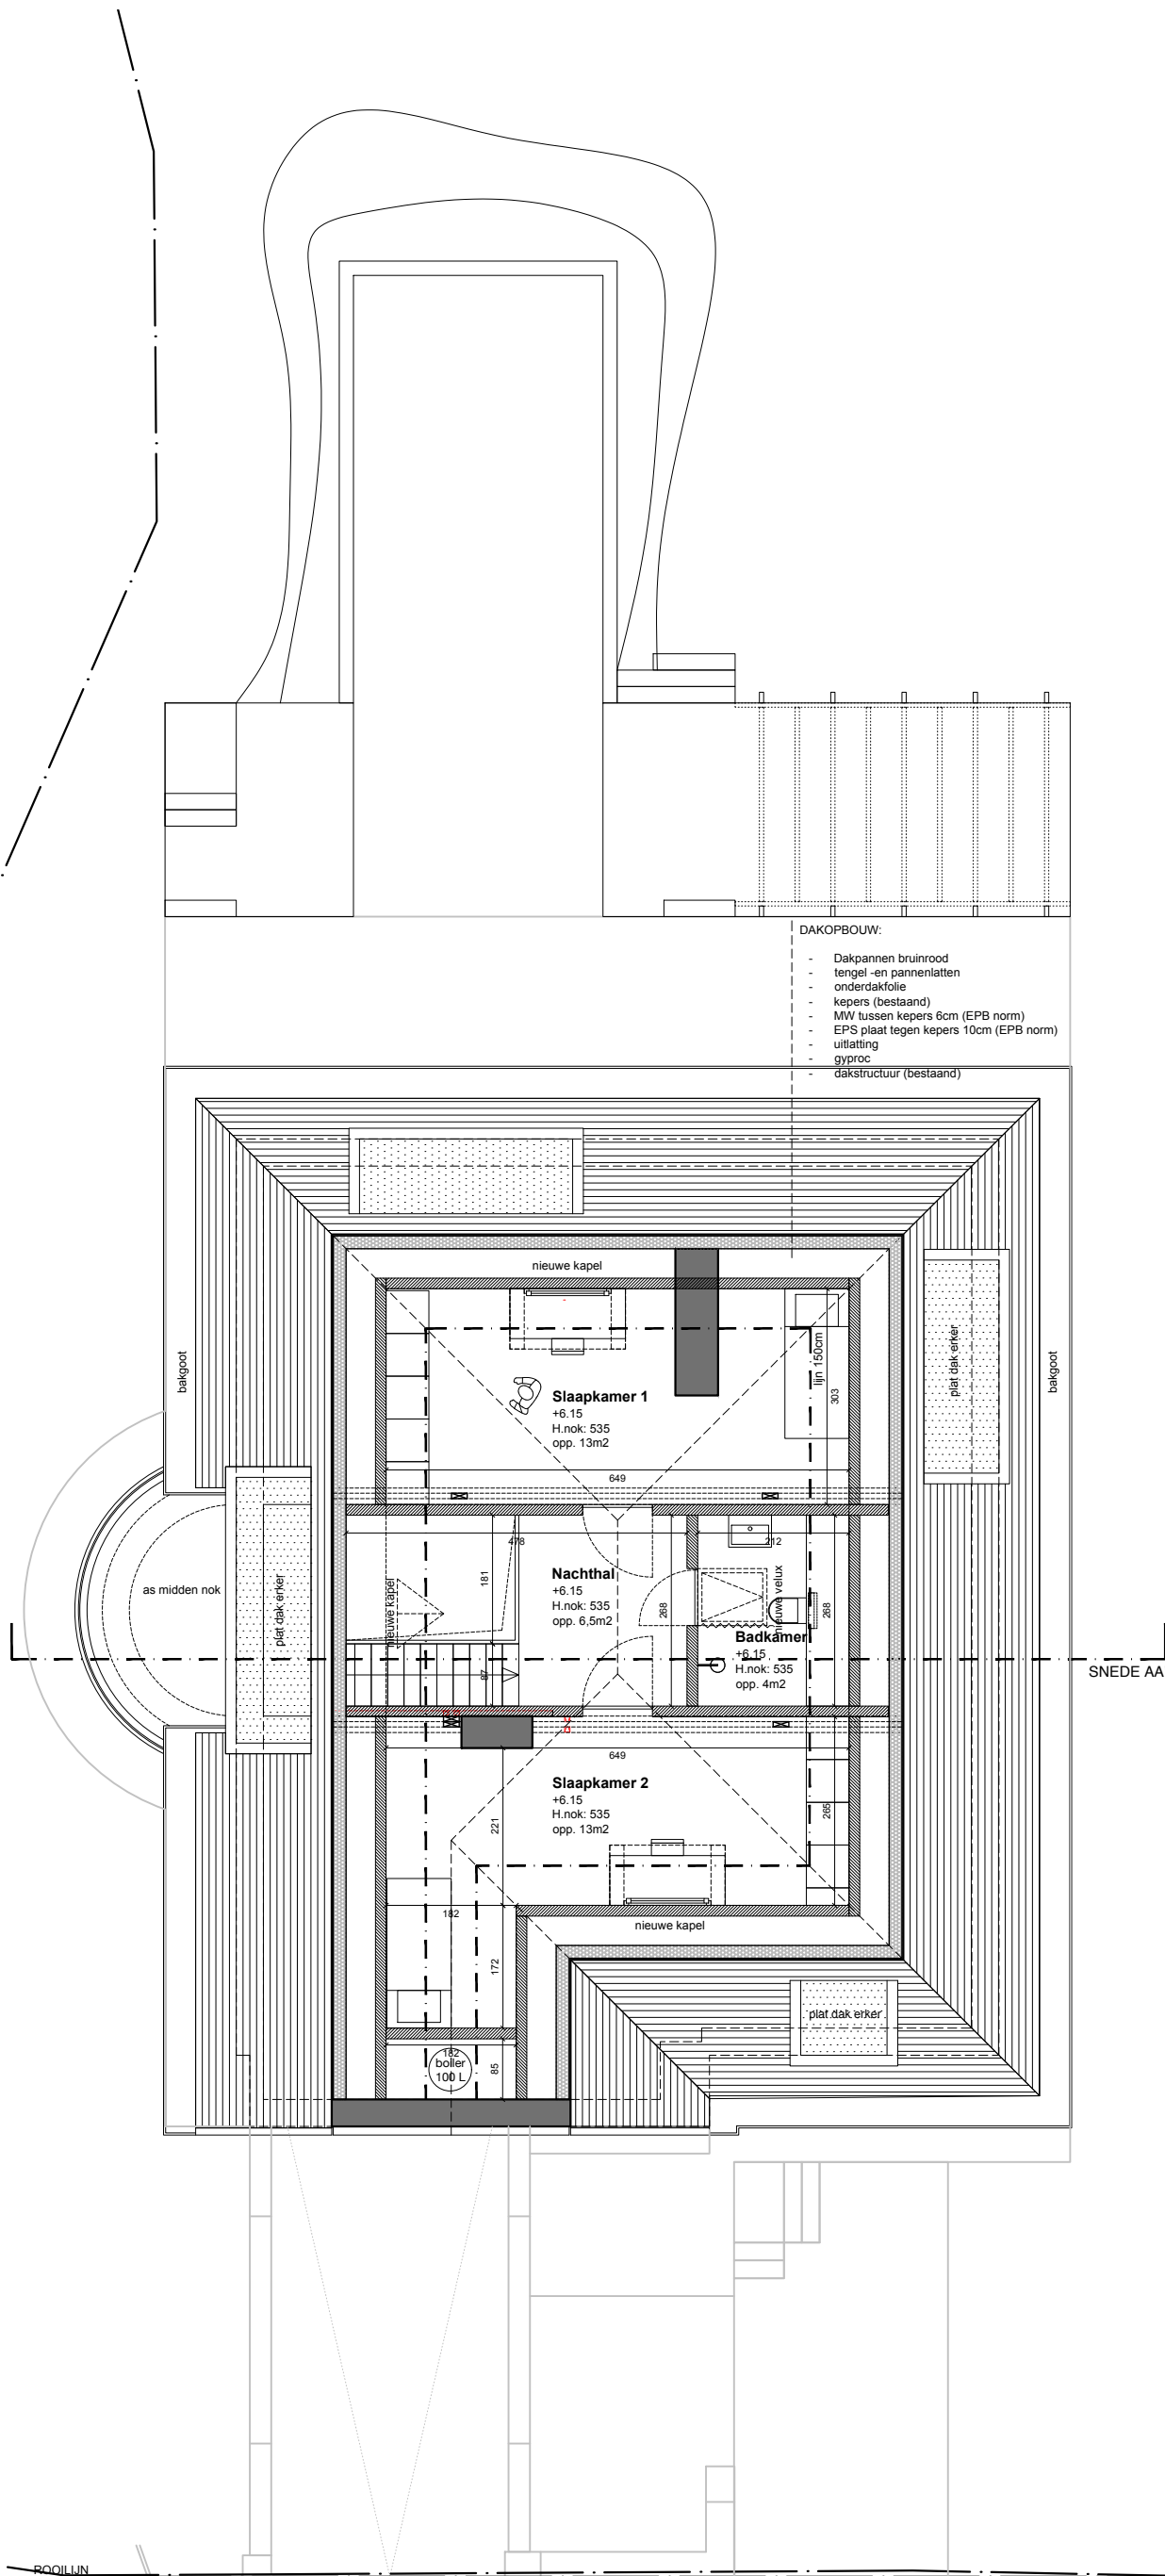 DAKOPBOUW:
- Dakpannen bruinrood
- tengel -en pannenlatten
- onderdakfolie
- kepers (bestaand)
- MW tussen kepers 6cm (EPB norm)
- EPS plaat tegen kepers 10cm (EPB norm)
- uitlatting
- gyproc
- dakstructuur (bestaand)
nieuwe kapel
bakgoot
plat dak erker
bakgoot
lijn 150cm
303
Slaapkamer 1
+6.15
H.nok: 535
opp. 13m2
649
478
212
as midden nok
plat dak erker
nieuwe kapel
181
Nachthal
+6.15
H.nok: 535
opp. 6,5m2
268
nieuwe velux
268
Badkamer
+6.15
H.nok: 535
opp. 4m2
87
SNEDE AA
649
Slaapkamer 2
+6.15
H.nok: 535
opp. 13m2
221
265
182
nieuwe kapel
172
plat dak erker
182
boiler
100 L
85
ROOILIJN